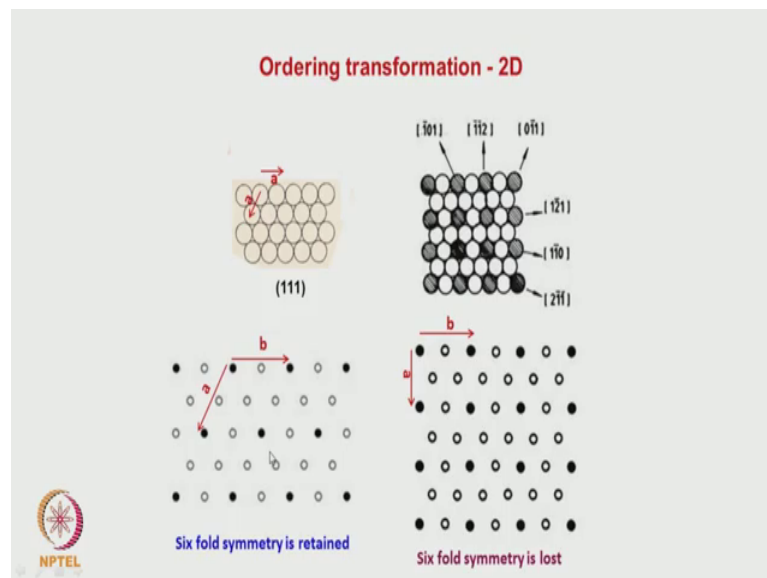 Ordering transformation - 2D
[1̄01] [1̄1̄2] [01̄1]
a
a
[12̄1]
[11̄0]
(111)
[21̄1̄]
b
b
a
a
Six fold symmetry is retained
Six fold symmetry is lost
NPTEL